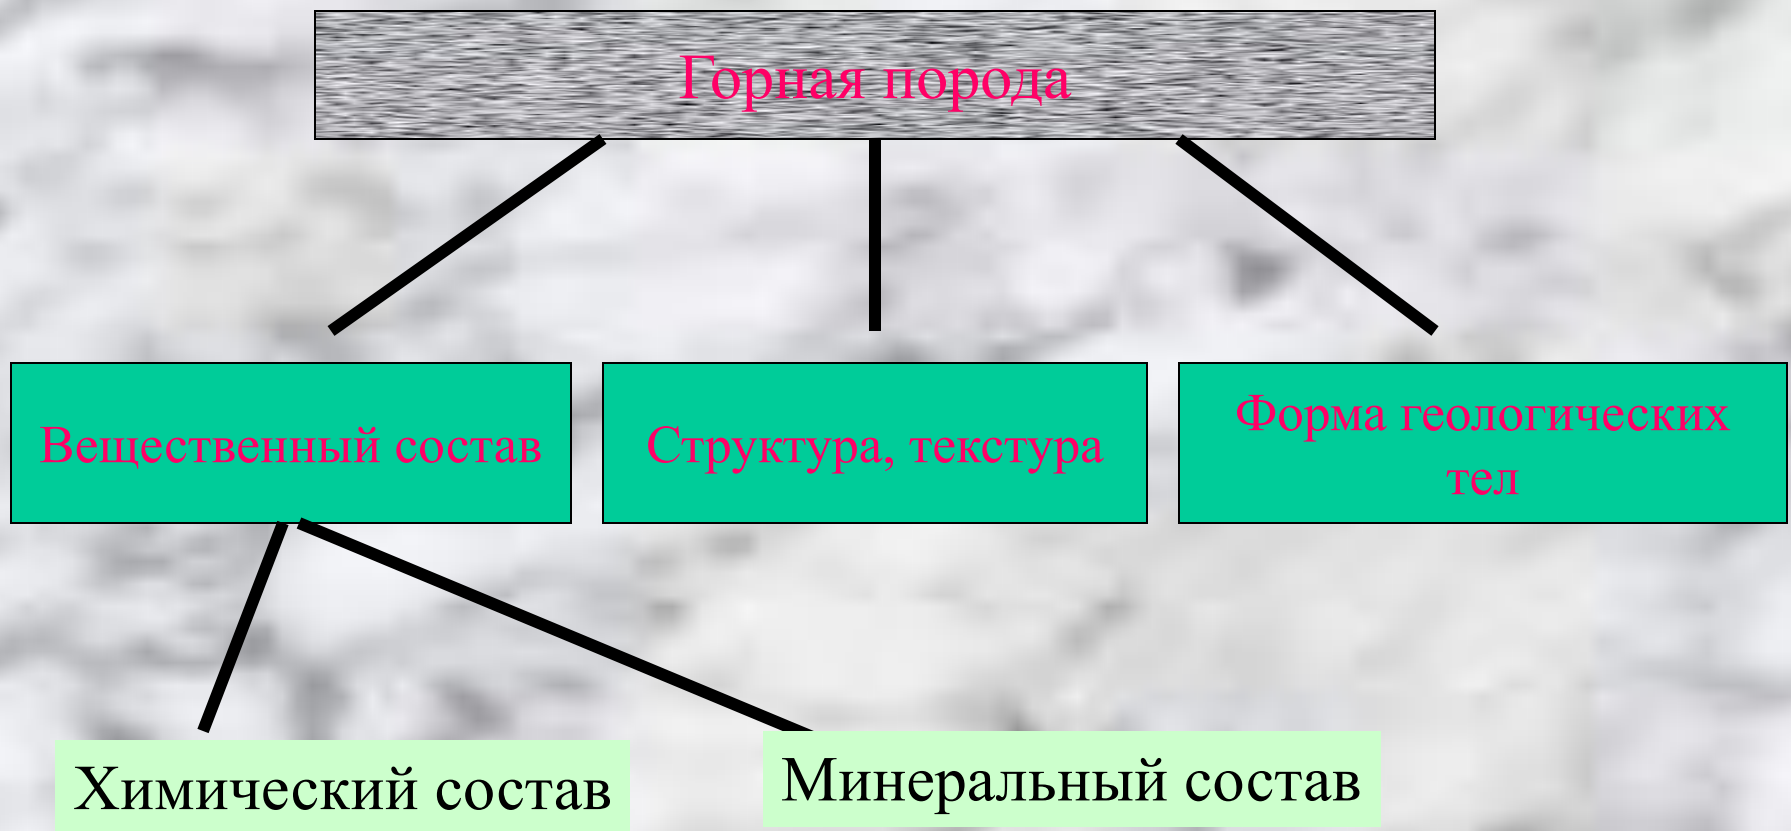 Горная порода
Вещественный состав
Структура, текстура
Форма геологических
тел
Химический состав
Минеральный состав